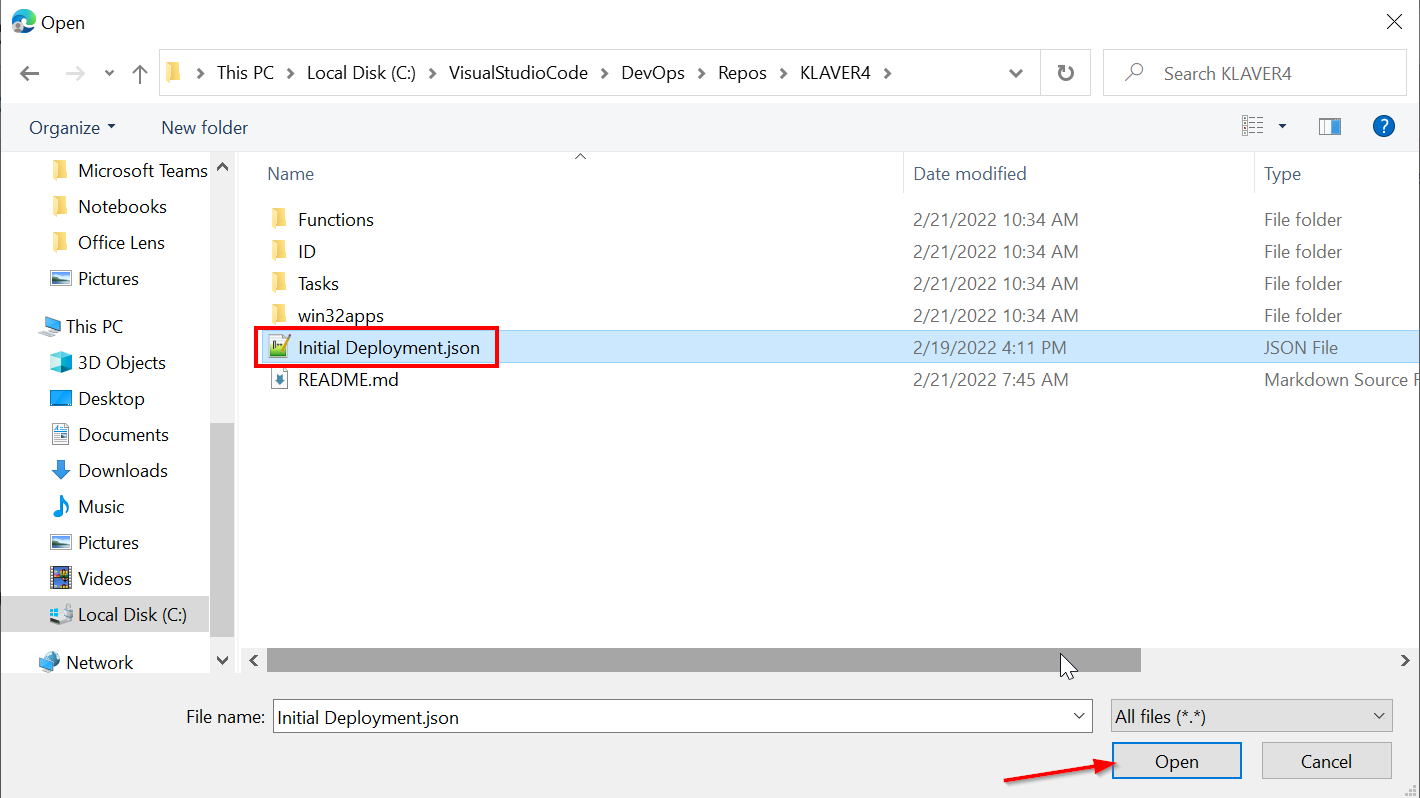 Open
This PC > Local Disk (C:) > VisualStudioCode > DevOps > Repos > KLAVER4 >
Search KLAVER4
Organize
New folder
?
Microsoft Teams
Notebooks
Office Lens
Pictures
This PC
3D Objects
Desktop
Documents
Downloads
Music
Pictures
Videos
Local Disk (C:)
Network
Name Date modified Type
Functions 2/21/2022 10:34 AM File folder
ID 2/21/2022 10:34 AM File folder
Tasks 2/21/2022 10:34 AM File folder
win32apps 2/21/2022 10:34 AM File folder
Initial Deployment.json 2/19/2022 4:11 PM JSON File
README.md 2/21/2022 7:45 AM Markdown Source F
File name: Initial Deployment.json
All files (*.*)
Open
Cancel